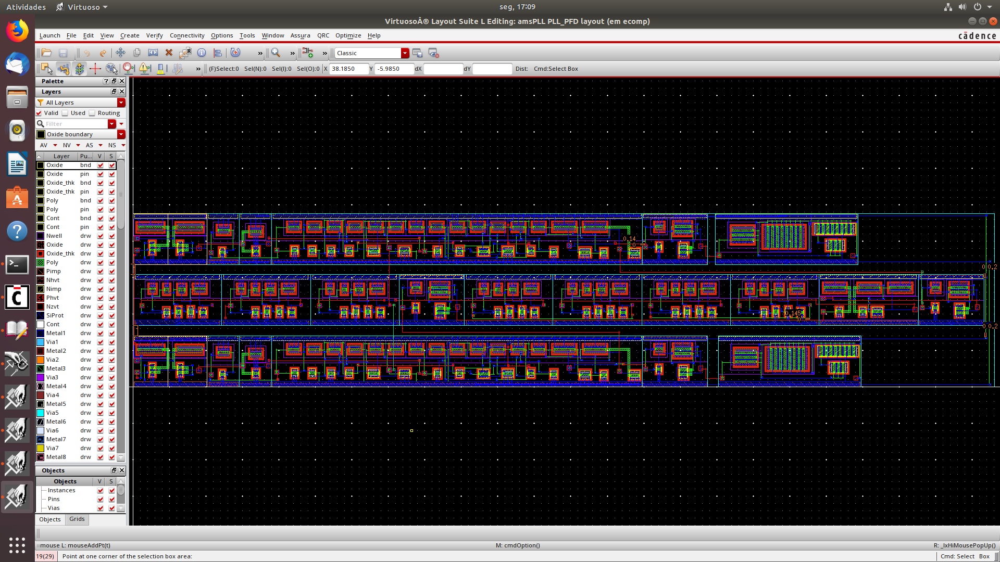 Atividades Virtuoso seg, 17:09
VirtuosoÂ® Layout Suite L Editing: amsPLL PLL_PFD layout (em ecomp)
Launch File Edit View Create Verify Connectivity Options Tools Window Assura QRC Optimize Help cādence
» » » Classic
» (F)Select:0 Sel(N):0 Sel(I):0 Sel(O):0 X 38.1850 Y -5.9850 dX dY Dist: Cmd:Select Box
Palette
Layers
All Layers
Valid Used Routing
Filter
Oxide boundary
AV NV AS NS
Layer Pu... V S
Oxide bnd
Oxide pin
Oxide_thk bnd
Oxide_thk pin
Poly bnd
Poly pin
Cont bnd
Cont pin
Nwell drw
Oxide drw
Oxide_thk drw
Poly drw
Pimp drw
Nhvt drw
Nimp drw
Phvt drw
Nzvt drw
SiProt drw
Cont drw
Metal1 drw
Via1 drw
Metal2 drw
Via2 drw
Metal3 drw
Via3 drw
Metal4 drw
Via4 drw
Metal5 drw
Via5 drw
Metal6 drw
Via6 drw
Metal7 drw
Via7 drw
Metal8 drw
Objects
Objects V S
Instances
Pins
Vias
Objects Grids
0.14
0 0.2
0.145
0 0.2
mouse L: mouseAddPt(t) M: cmdOption() R: _lxHiMousePopUp()
19(29) Point at one corner of the selection box area: Cmd: Select Box